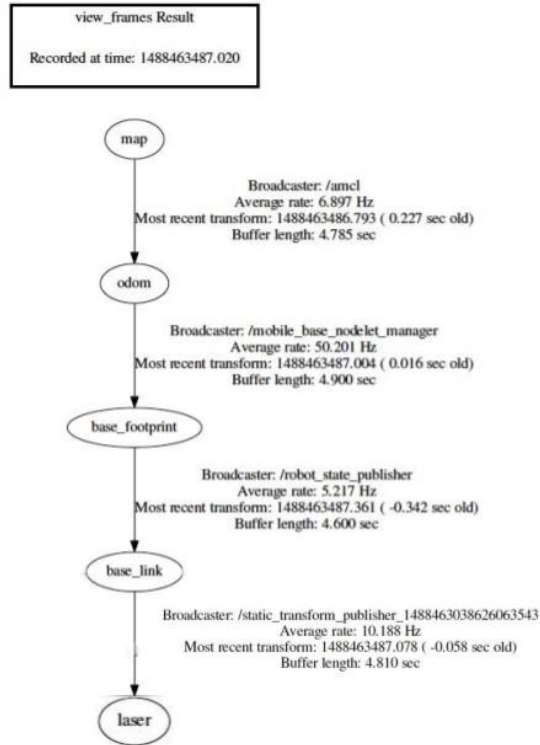 view_frames Result
Recorded at time: 1488463487.020
map
Broadcaster: /amcl
Average rate: 6.897 Hz
Most recent transform: 1488463486.793 ( 0.227 sec old)
Buffer length: 4.785 sec
odom
Broadcaster: /mobile_base_nodelet_manager
Average rate: 50.201 Hz
Most recent transform: 1488463487.004 ( 0.016 sec old)
Buffer length: 4.900 sec
base_footprint
Broadcaster: /robot_state_publisher
Average rate: 5.217 Hz
Most recent transform: 1488463487.361 ( -0.342 sec old)
Buffer length: 4.600 sec
base_link
Broadcaster: /static_transform_publisher_1488463038626063543
Average rate: 10.188 Hz
Most recent transform: 1488463487.078 ( -0.058 sec old)
Buffer length: 4.810 sec
laser